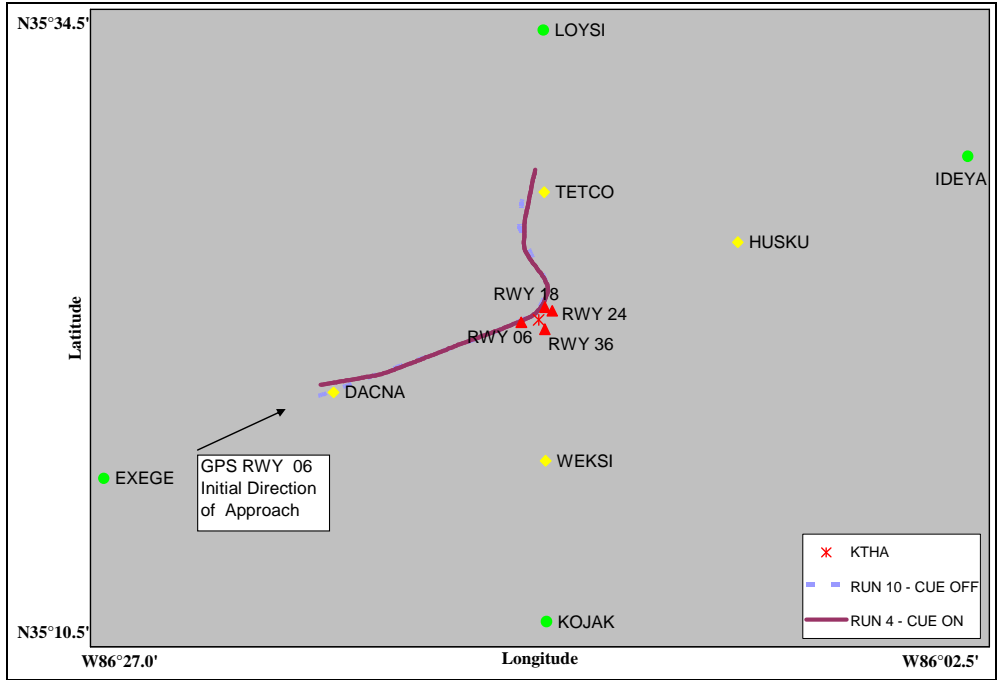 N35°34.5'
LOYSI
IDEYA
TETCO
HUSKU
RWY 18
RWY 24
RWY 06
RWY 36
Latitude
DACNA
WEKSI
GPS RWY 06
Initial Direction
of Approach
EXEGE
KTHA
RUN 10 - CUE OFF
RUN 4 - CUE ON
KOJAK
N35°10.5'
W86°27.0'
Longitude
W86°02.5'